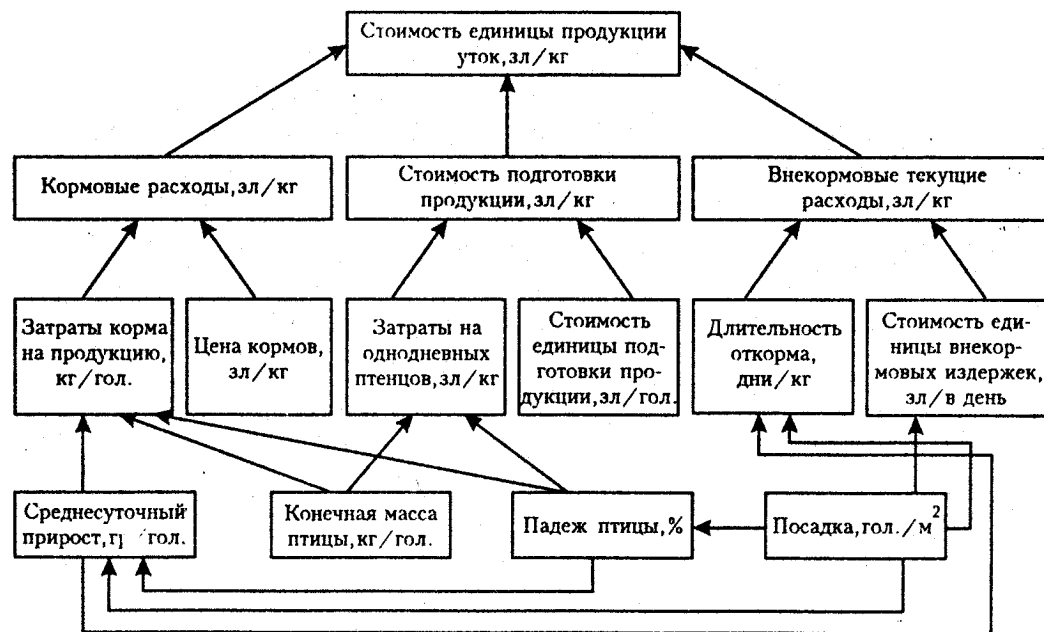 Стоимость единицы продукции
уток, зл/кг
Кормовые расходы, зл/кг
Стоимость подготовки
продукции, зл/кг
Внекормовые текущие
расходы, зл/кг
Затраты корма
на продукцию,
кг/гол.
Цена кормов,
зл/кг
Затраты на
однодневных
птенцов, зл/кг
Стоимость
единицы под-
готовки про-
дукции, зл/гол.
Длительность
откорма,
дни/кг
Стоимость еди-
ницы внекор-
мовых издержек,
зл/в день
Среднесуточный
прирост, гол.
Конечная масса
птицы, кг/гол.
Падеж птицы, %
Посадка, гол./м²